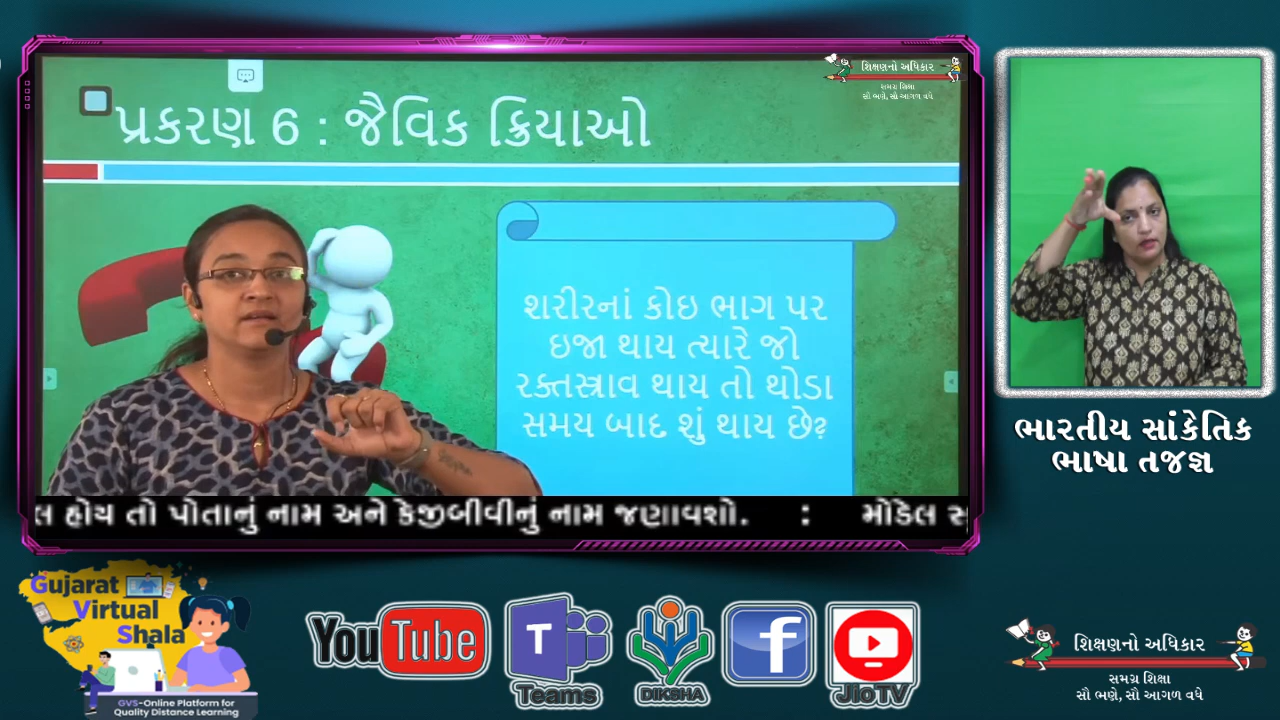 શિક્ષણનો અધિકાર
સમગ્ર શિક્ષા
સૌ ભણે, સૌ આગળ વધે
પ્રકરણ 6 : જૈવિક ક્રિયાઓ
શરીરનાં કોઇ ભાગ પર
ઇજા થાય ત્યારે જો
રક્તસ્ત્રાવ થાય તો થોડા
સમય બાદ શું થાય છે?
હોય તો પોતાનું નામ અને કેજીબીવીનું નામ જણાવશો. : મોડેલ
ભારતીય સાંકેતિક
ભાષા તજજ્ઞ
Gujarat
Virtual
Shala
GVS-Online Platform for
Quality Distance Learning
YouTube
T
Teams
DIKSHA
f
JioTV
શિક્ષણનો અધિકાર
સમગ્ર શિક્ષા
સૌ ભણે, સૌ આગળ વધે